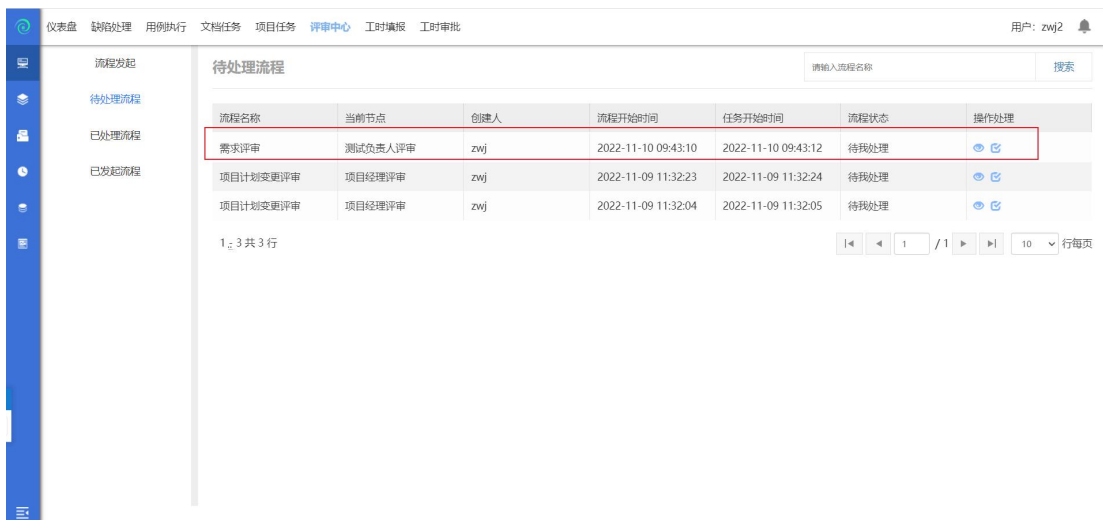 仪表盘 缺陷处理 用例执行 文档任务 项目任务 评审中心 工时填报 工时审批 用户: zwj2
流程发起
待处理流程
已处理流程
已发起流程
待处理流程 请输入流程名称 搜索
流程名称 当前节点 创建人 流程开始时间 任务开始时间 流程状态 操作处理
需求评审 测试负责人评审 zwj 2022-11-10 09:43:10 2022-11-10 09:43:12 待我处理
项目计划变更评审 项目经理评审 zwj 2022-11-09 11:32:23 2022-11-09 11:32:24 待我处理
项目计划变更评审 项目经理评审 zwj 2022-11-09 11:32:04 2022-11-09 11:32:05 待我处理
1 - 3 共 3 行 1 / 1 10 行每页